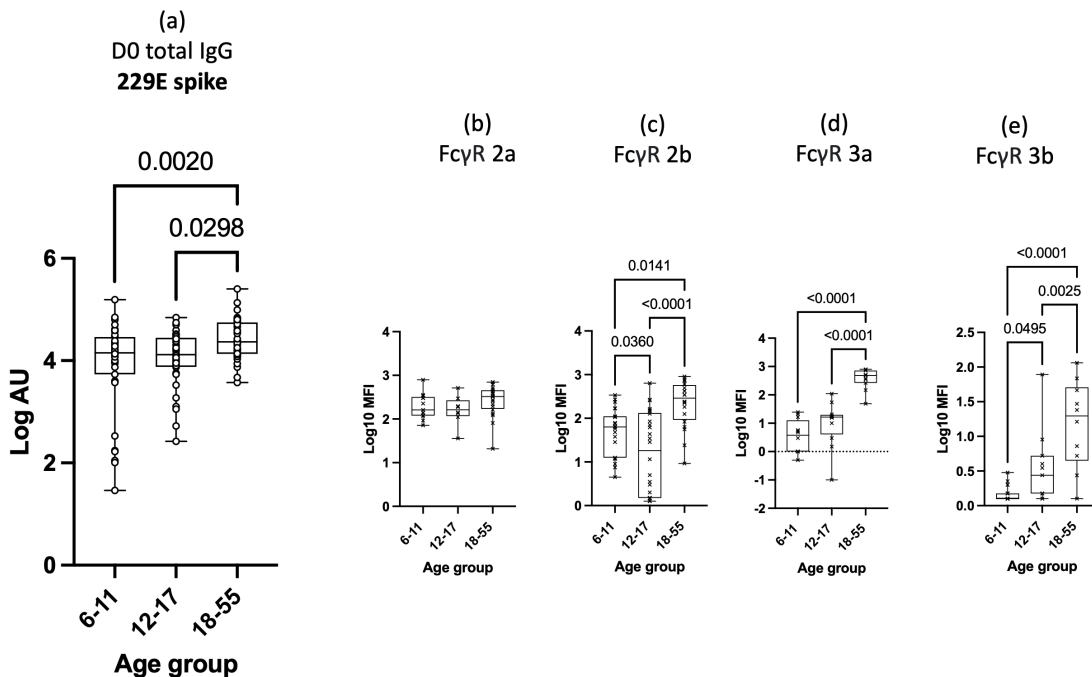 (a)
D0 total IgG
229E spike
0.0020
0.0298
6
4
2
0
Log AU
6-11
12-17
18-55
Age group
(b)
FcγR 2a
4
3
2
1
0
Log10 MFI
6-11
12-17
18-55
Age group
(c)
FcγR 2b
0.0141
<0.0001
0.0360
4
3
2
1
0
Log10 MFI
6-11
12-17
18-55
Age group
(d)
FcγR 3a
<0.0001
<0.0001
4
3
2
1
0
-1
-2
Log10 MFI
6-11
12-17
18-55
Age group
(e)
FcγR 3b
<0.0001
0.0025
0.0495
2.5
2.0
1.5
1.0
0.5
0.0
Log10 MFI
6-11
12-17
18-55
Age group